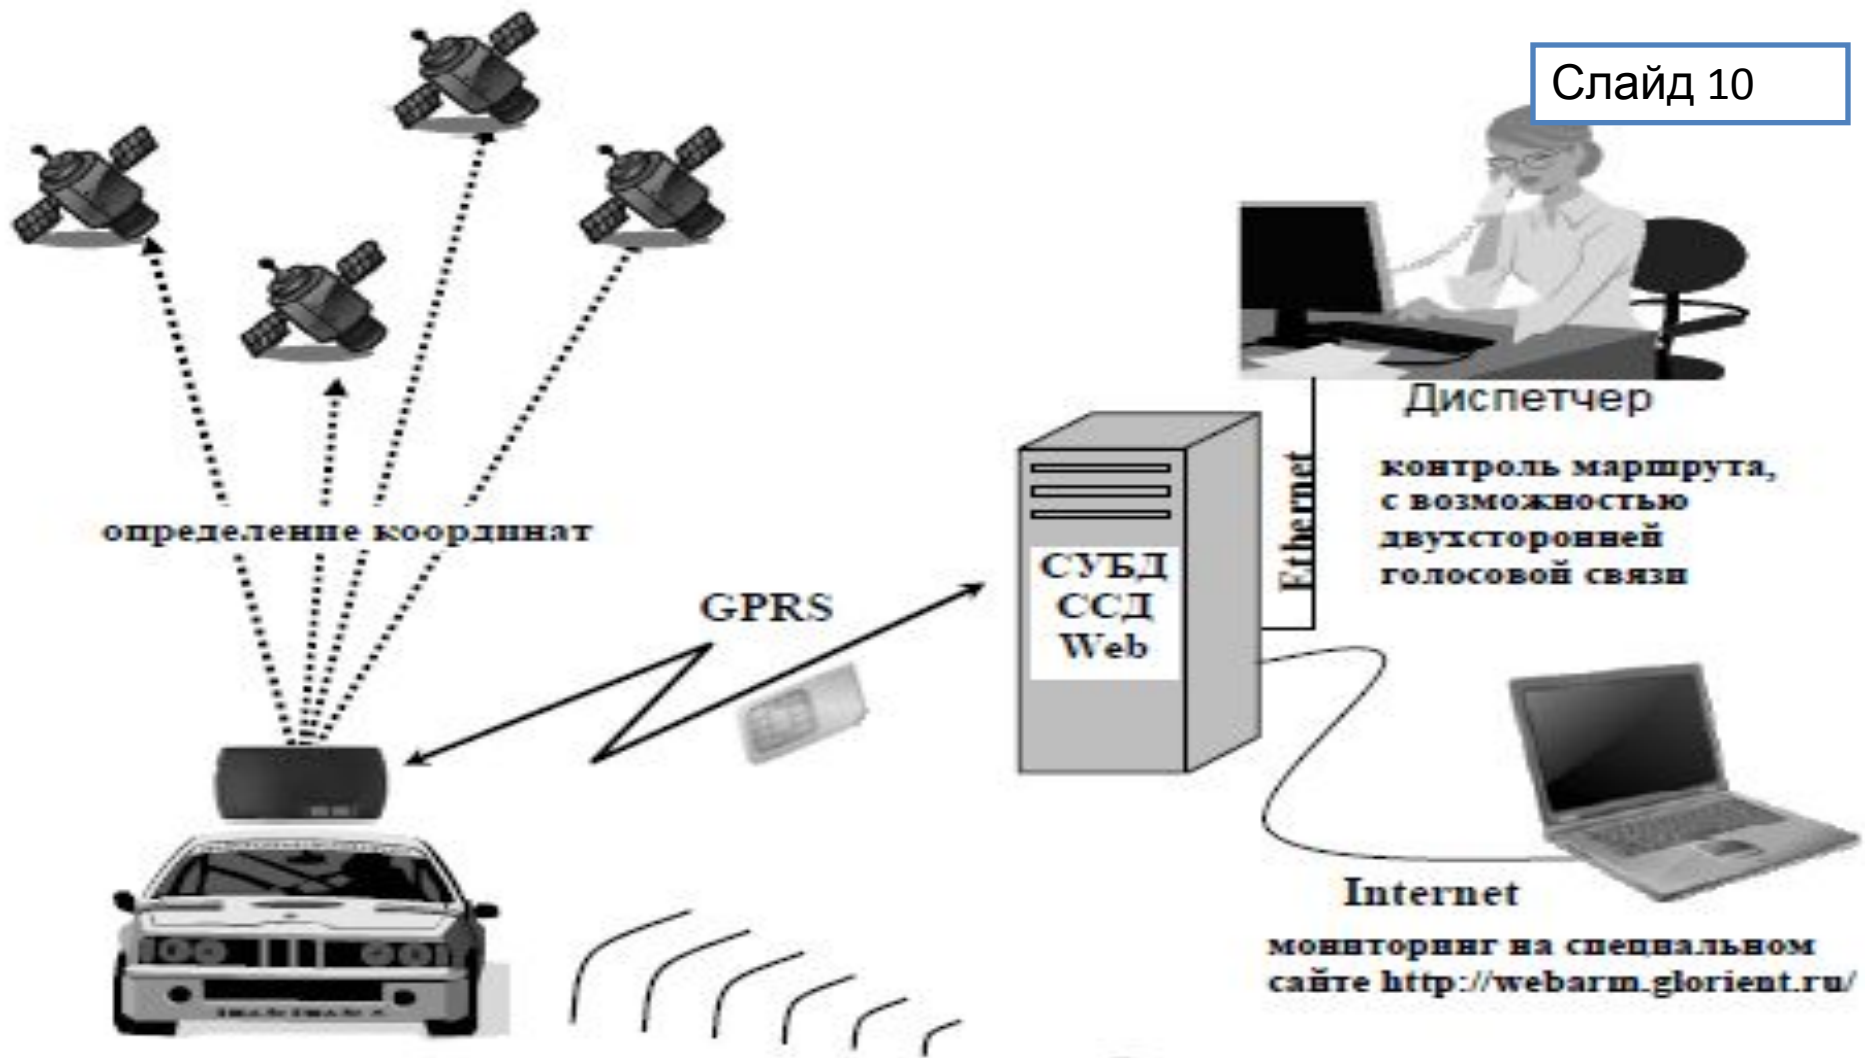 Слайд 10
Диспетчер
контроль маршрута,
с возможностью
двухсторонней
голосовой связи
Ethernet
определение координат
GPRS
СУБД
ССД
Web
Internet
мониторинг на специальном
сайте http://webarm.glorient.ru/